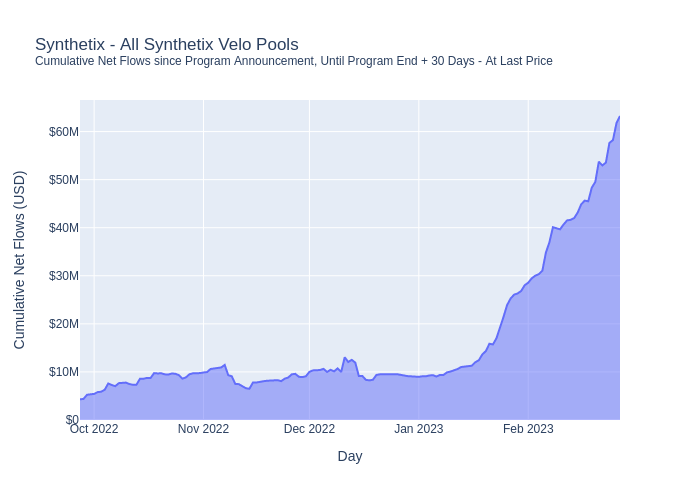 Synthetix - All Synthetix Velo Pools
Cumulative Net Flows since Program Announcement, Until Program End + 30 Days - At Last Price
Cumulative Net Flows (USD)
$60M
$50M
$40M
$30M
$20M
$10M
$0
Oct 2022
Nov 2022
Dec 2022
Jan 2023
Feb 2023
Day